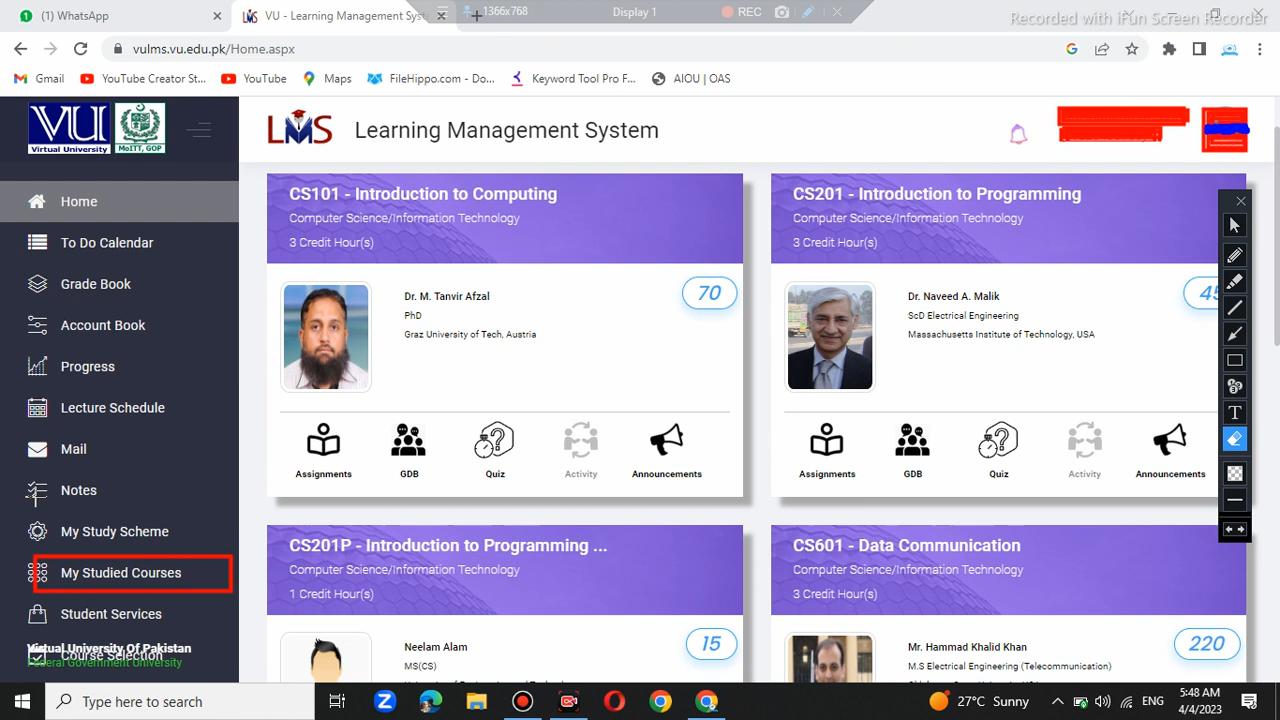 (1) WhatsApp
VU - Learning Management Syst
1366x768
Display 1
REC
Recorded with iFun Screen Recorder
vulms.vu.edu.pk/Home.aspx
Gmail
YouTube Creator St...
YouTube
Maps
FileHippo.com - Do...
Keyword Tool Pro F...
AIOU | OAS
VU
Virtual University
MoITT, GOP
LMS
Learning Management System
Home
To Do Calendar
Grade Book
Account Book
Progress
Lecture Schedule
Mail
Notes
My Study Scheme
My Studied Courses
Student Services
Virtual University Of Pakistan
Course Selection
Federal Government University
CS101 - Introduction to Computing
Computer Science/Information Technology
3 Credit Hour(s)
70
Dr. M. Tanvir Afzal
PhD
Graz University of Tech, Austria
Assignments
GDB
Quiz
Activity
Announcements
CS201 - Introduction to Programming
Computer Science/Information Technology
3 Credit Hour(s)
45
Dr. Naveed A. Malik
ScD Electrical Engineering
Massachusetts Institute of Technology, USA
Assignments
GDB
Quiz
Activity
Announcements
CS201P - Introduction to Programming ...
Computer Science/Information Technology
1 Credit Hour(s)
15
Neelam Alam
MS(CS)
CS601 - Data Communication
Computer Science/Information Technology
3 Credit Hour(s)
220
Mr. Hammad Khalid Khan
M.S Electrical Engineering (Telecommunication)
T
Type here to search
27°C Sunny
ENG
5:48 AM
4/4/2023